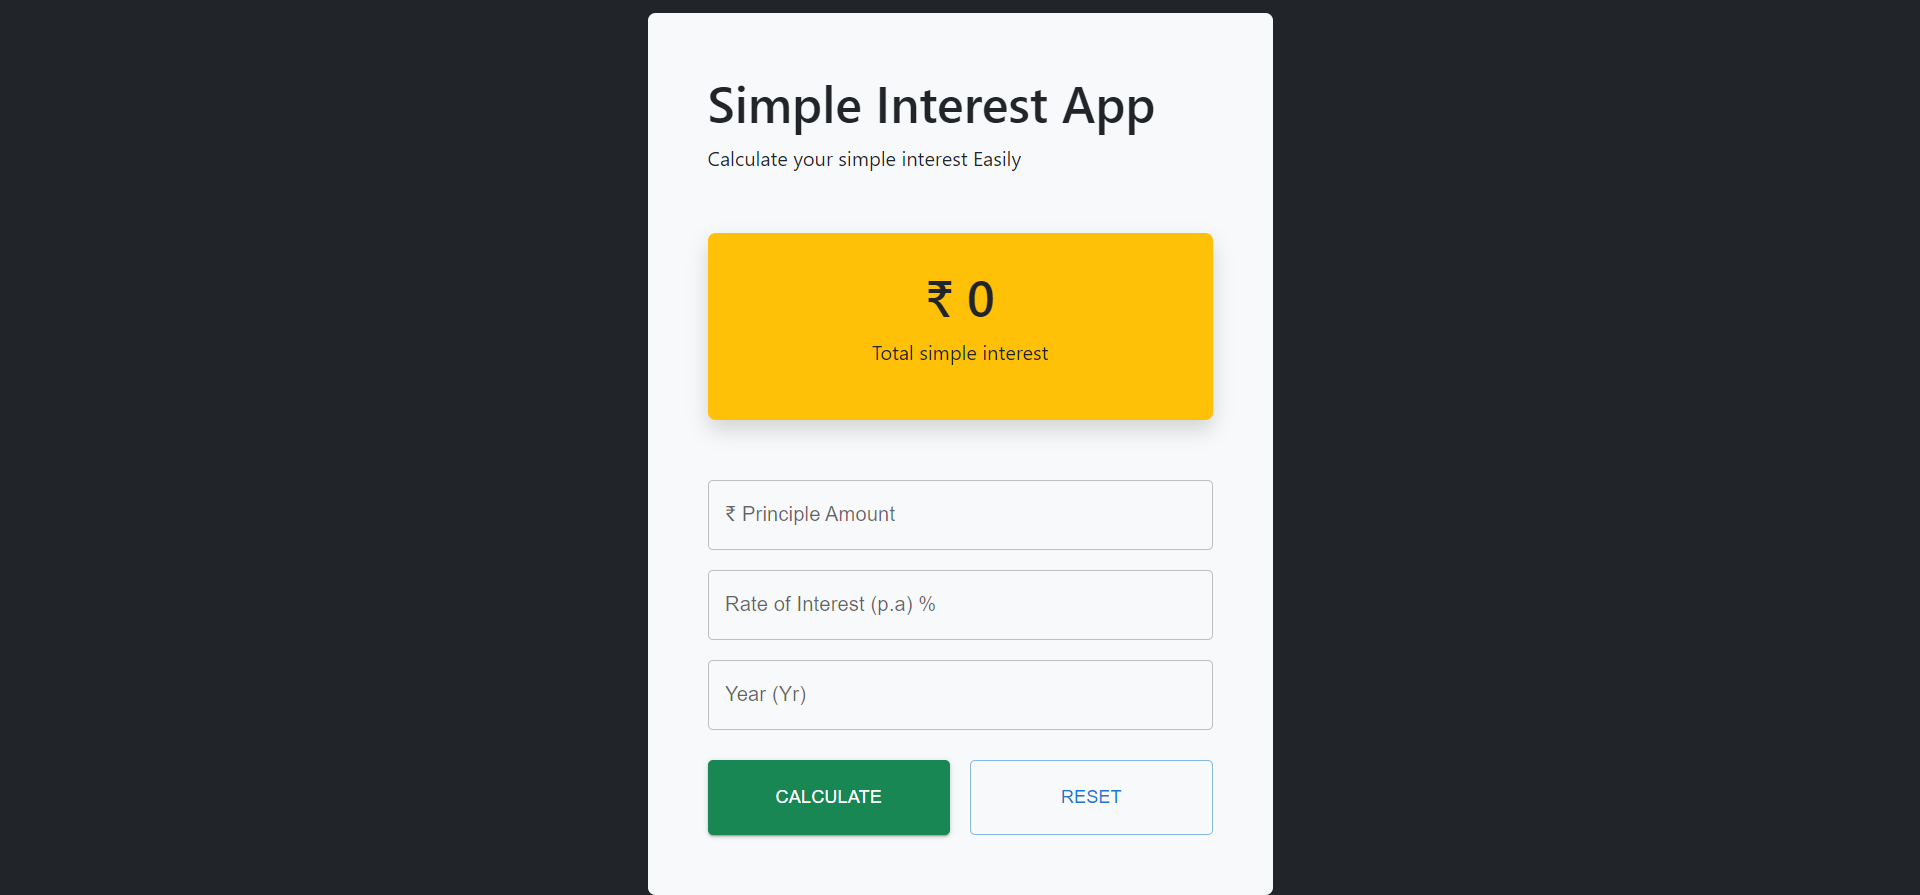 Simple Interest App
Calculate your simple interest Easily
₹ 0
Total simple interest
₹ Principle Amount
Rate of Interest (p.a) %
Year (Yr)
CALCULATE
RESET